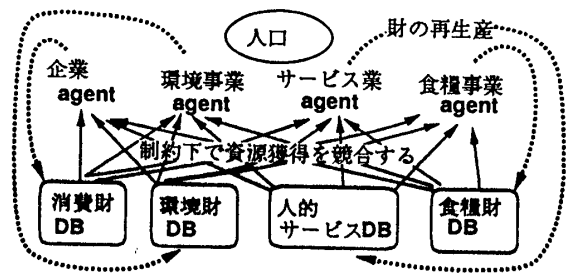 人口
財の再生産
企業
agent
環境事業
agent
サービス業
agent
食糧事業
agent
制約下で資源獲得を競合する
消費財
DB
環境財
DB
人的
サービスDB
食糧財
DB